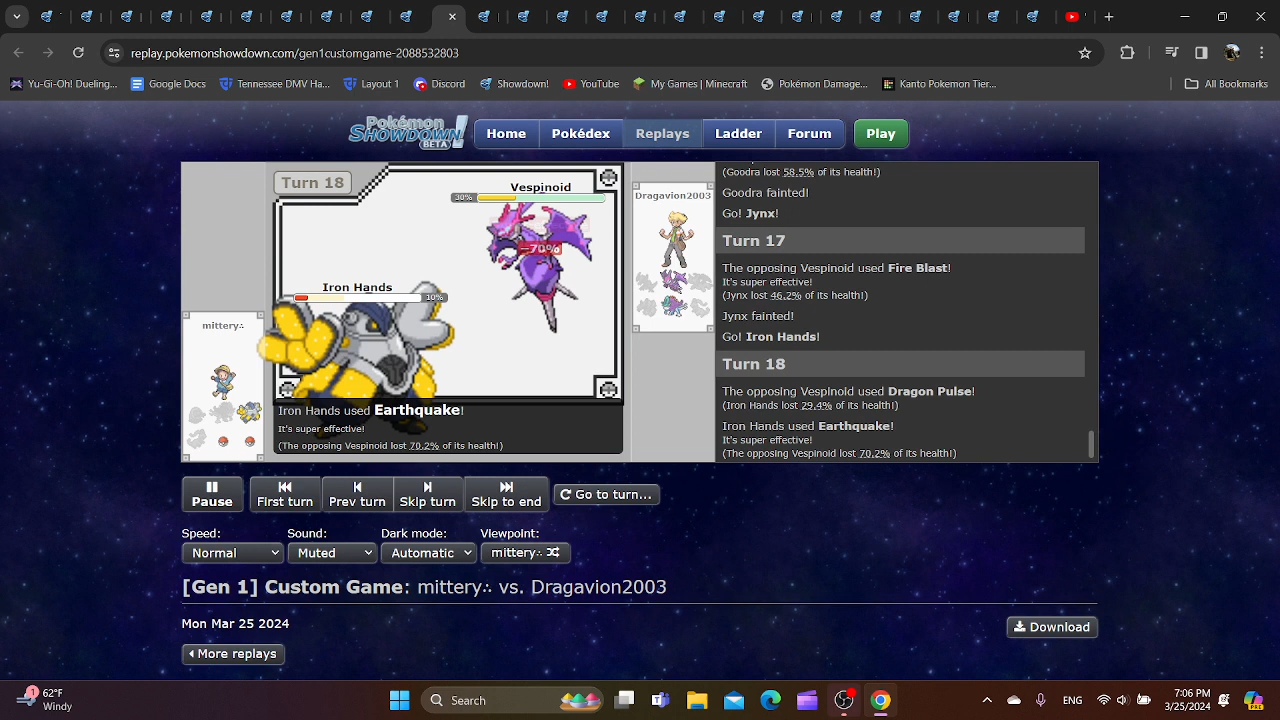 replay.pokemonshowdown.com/gen1customgame-2088532803
Yu-Gi-Oh! Dueling...
Google Docs
Tennessee DMV Ha...
Layout 1
Discord
Showdown!
YouTube
My Games | Minecraft
Pokémon Damage...
Kanto Pokemon Tier...
All Bookmarks
Pokémon
SHOWDOWN!
BETA
Home
Pokédex
Replays
Ladder
Forum
Play
Turn 18
Vespinoid
30%
−70%
Iron Hands
10%
mittery∴
Dragavion2003
Iron Hands used Earthquake!
It's super effective!
(The opposing Vespinoid lost 70.2% of its health!)
(Goodra lost 58.5% of its health!)
Goodra fainted!
Go! Jynx!
Turn 17
The opposing Vespinoid used Fire Blast!
It's super effective!
(Jynx lost 46.2% of its health!)
Jynx fainted!
Go! Iron Hands!
Turn 18
The opposing Vespinoid used Dragon Pulse!
(Iron Hands lost 29.4% of its health!)
Iron Hands used Earthquake!
It's super effective!
(The opposing Vespinoid lost 70.2% of its health!)
Pause
First turn
Prev turn
Skip turn
Skip to end
Go to turn...
Speed:
Sound:
Dark mode:
Viewpoint:
Normal
Muted
Automatic
mittery∴
[Gen 1] Custom Game: mittery∴ vs. Dragavion2003
Mon Mar 25 2024
Download
More replays
1
62°F
Windy
Search
ENG
7:06 PM
3/25/2024
PRE